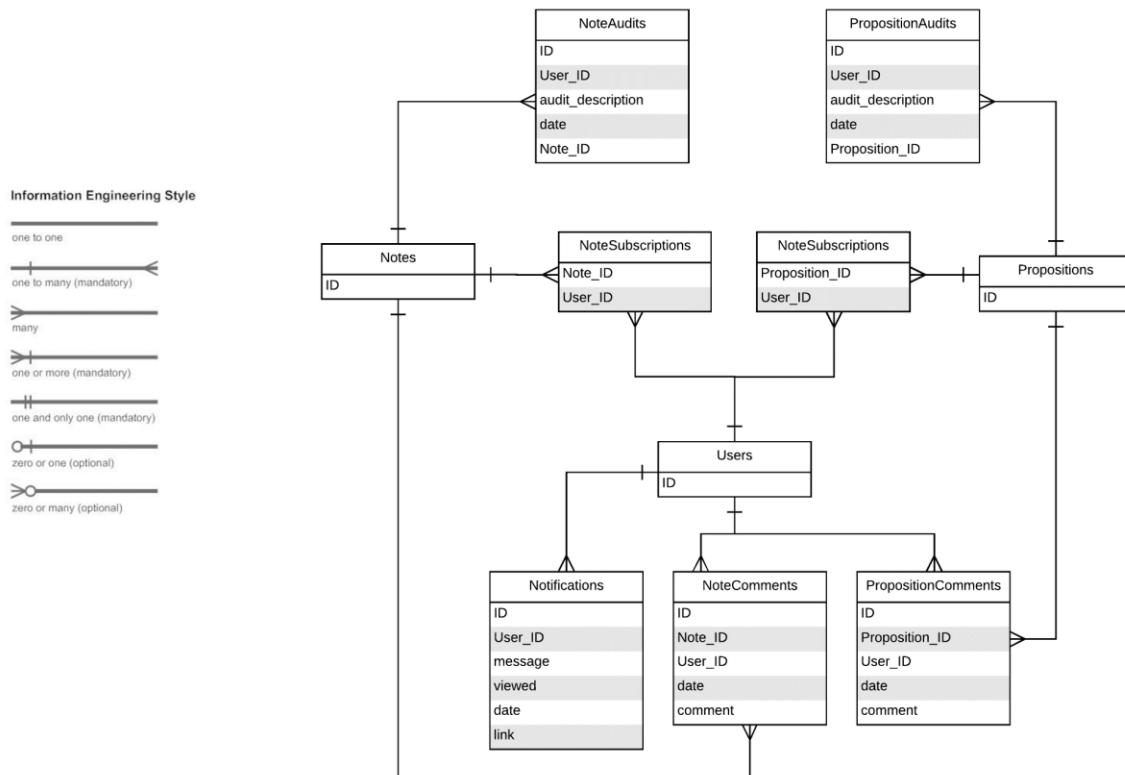 NoteAudits
ID
User_ID
audit_description
date
Note_ID
PropositionAudits
ID
User_ID
audit_description
date
Proposition_ID
Information Engineering Style
one to one
one to many (mandatory)
many
one or more (mandatory)
one and only one (mandatory)
zero or one (optional)
zero or many (optional)
Notes
ID
NoteSubscriptions
Note_ID
User_ID
NoteSubscriptions
Proposition_ID
User_ID
Propositions
ID
Users
ID
Notifications
ID
User_ID
message
viewed
date
link
NoteComments
ID
Note_ID
User_ID
date
comment
PropositionComments
ID
Proposition_ID
User_ID
date
comment